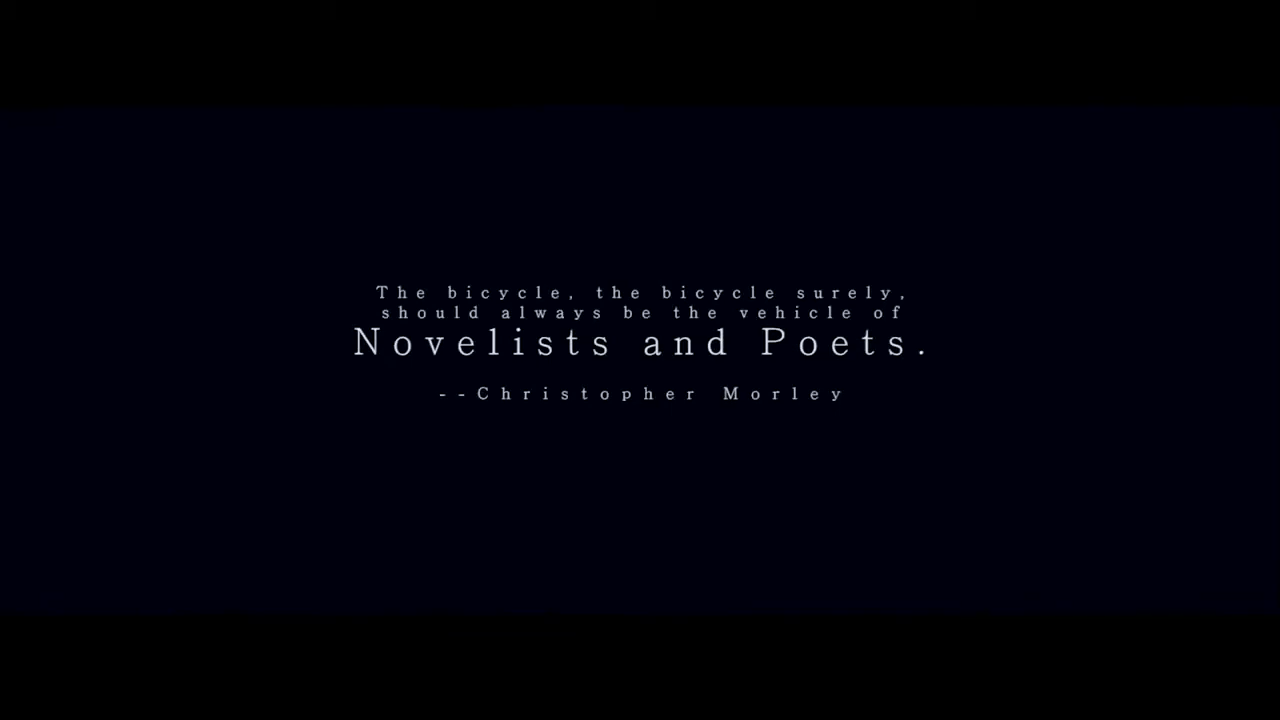 The bicycle, the bicycle surely,
should always be the vehicle of
Novelists and Poets.
--Christopher Morley